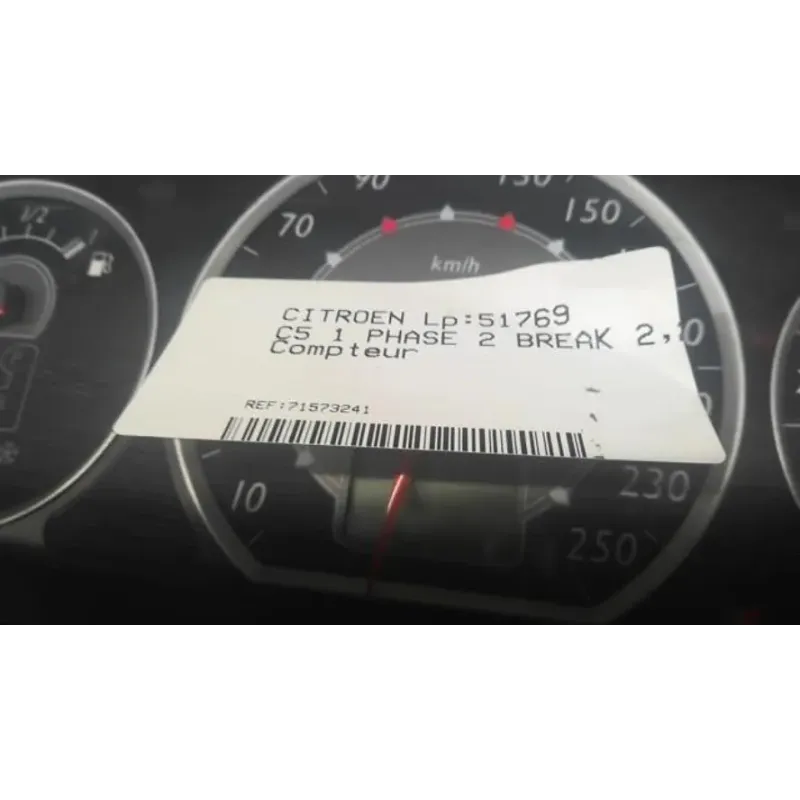 1/2
1
90
130
70
150
km/h
CITROEN Lp:51769
C5 1 PHASE 2 BREAK 2,
Compteur
REF:71573241
10
230
250